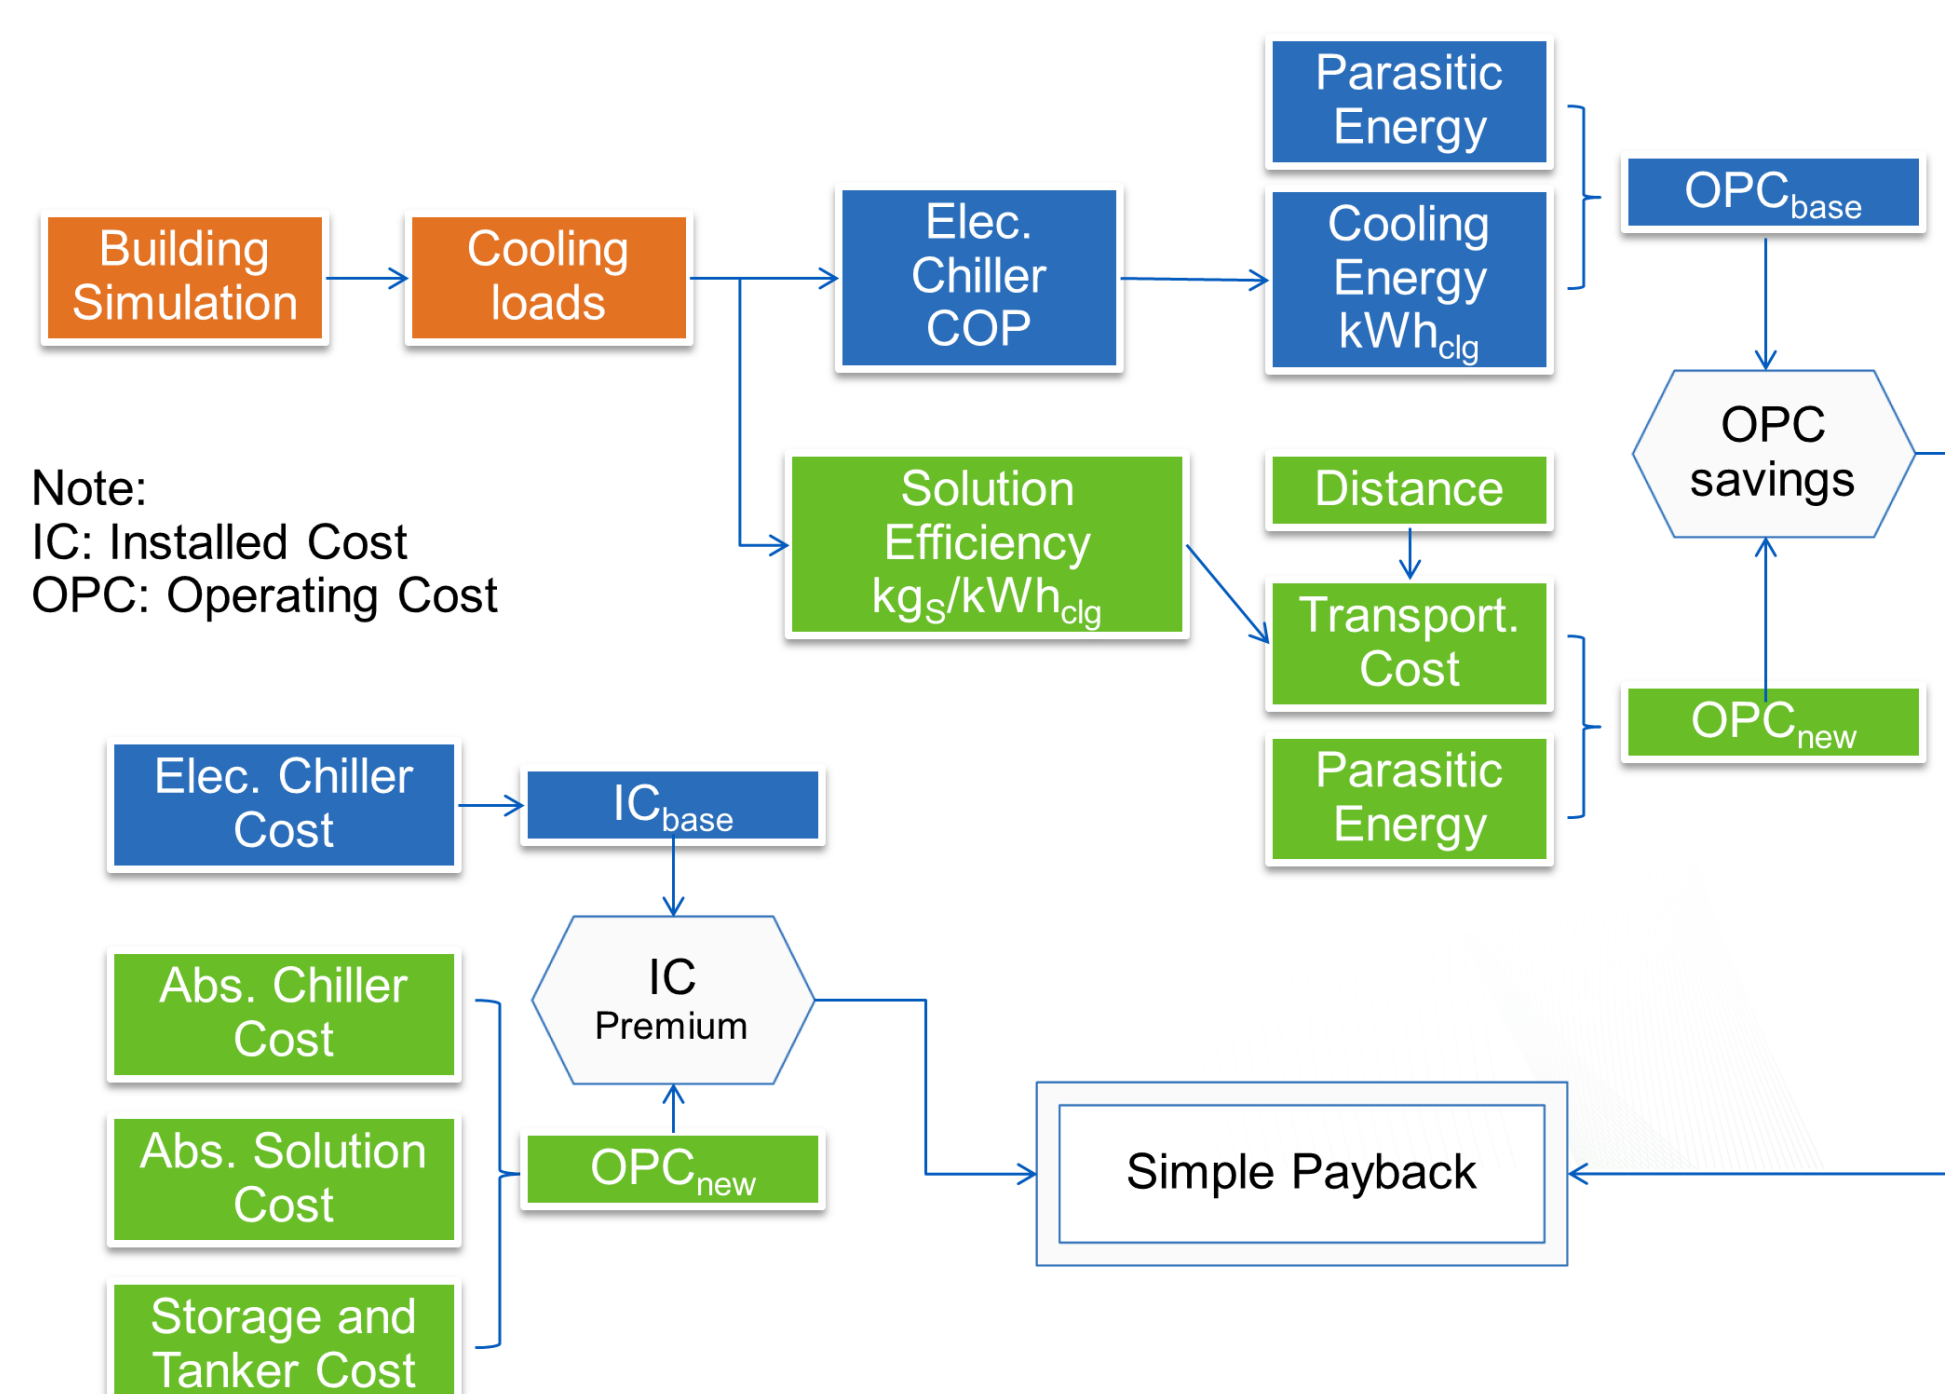 Parasitic
Energy
Building
Simulation
Cooling
loads
Elec.
Chiller
COP
Cooling
Energy
kWhclg
OPCbase
OPC
savings
Note:
IC: Installed Cost
OPC: Operating Cost
Solution
Efficiency
kgS/kWhclg
Distance
Transport.
Cost
Parasitic
Energy
OPCnew
Elec. Chiller
Cost
ICbase
Abs. Chiller
Cost
IC
Premium
Abs. Solution
Cost
OPCnew
Simple Payback
Storage and
Tanker Cost